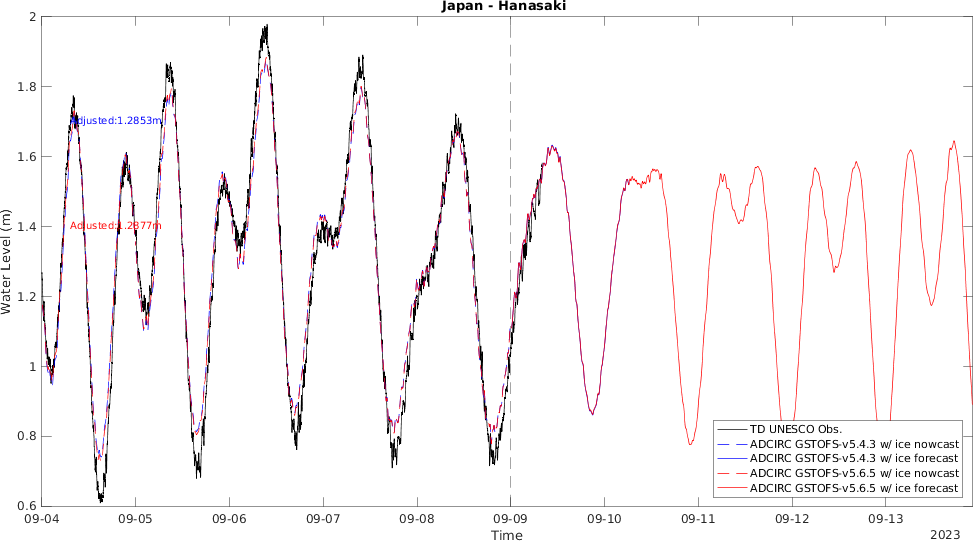 Japan - Hanasaki
2
1.8
1.6
1.4
1.2
1
0.8
0.6
Water Level (m)
Adjusted:1.2853m
Adjusted:1.2877m
TD UNESCO Obs.
ADCIRC GSTOFS-v5.4.3 w/ ice nowcast
ADCIRC GSTOFS-v5.4.3 w/ ice forecast
ADCIRC GSTOFS-v5.6.5 w/ ice nowcast
ADCIRC GSTOFS-v5.6.5 w/ ice forecast
09-04 09-05 09-06 09-07 09-08 09-09 09-10 09-11 09-12 09-13
Time
2023